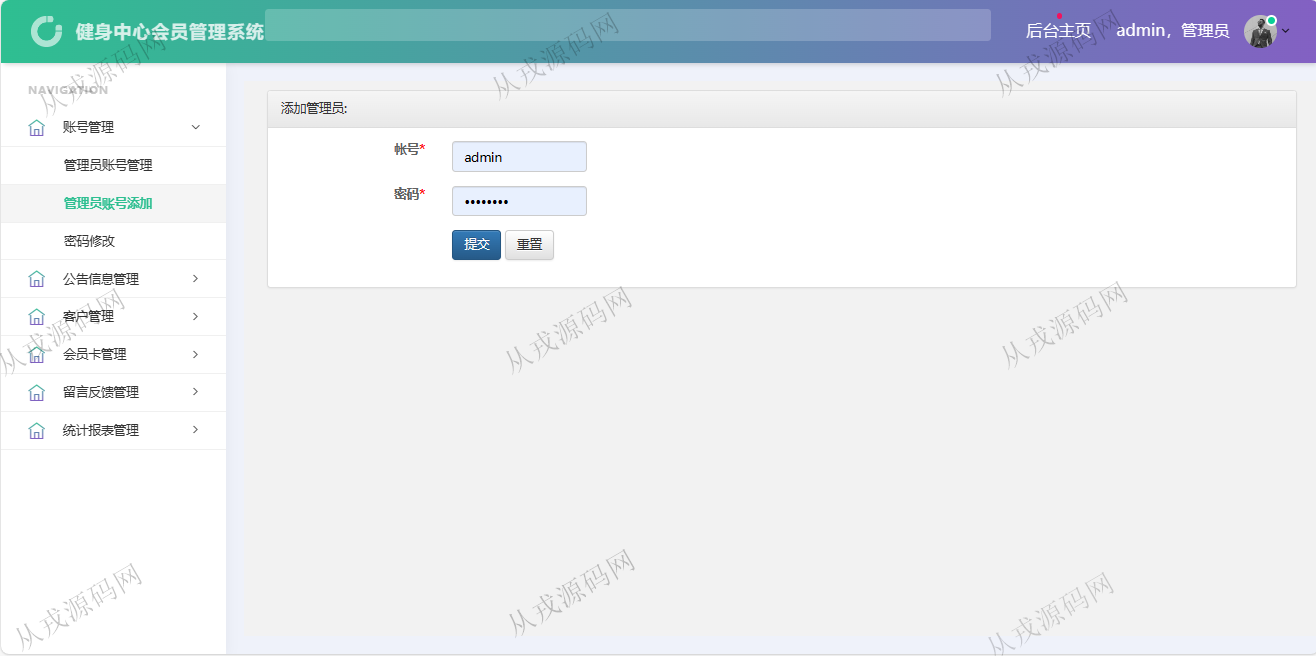 健身中心会员管理系统
后台主页
admin，管理员
NAVIGATION
账号管理
管理员账号管理
管理员账号添加
密码修改
公告信息管理
客户管理
会员卡管理
留言反馈管理
统计报表管理
添加管理员:
帐号*
admin
密码*
••••••••
提交
重置
从戎源码网
从戎源码网
从戎源码网
从戎源码网
从戎源码网
从戎源码网
从戎源码网
从戎源码网
从戎源码网